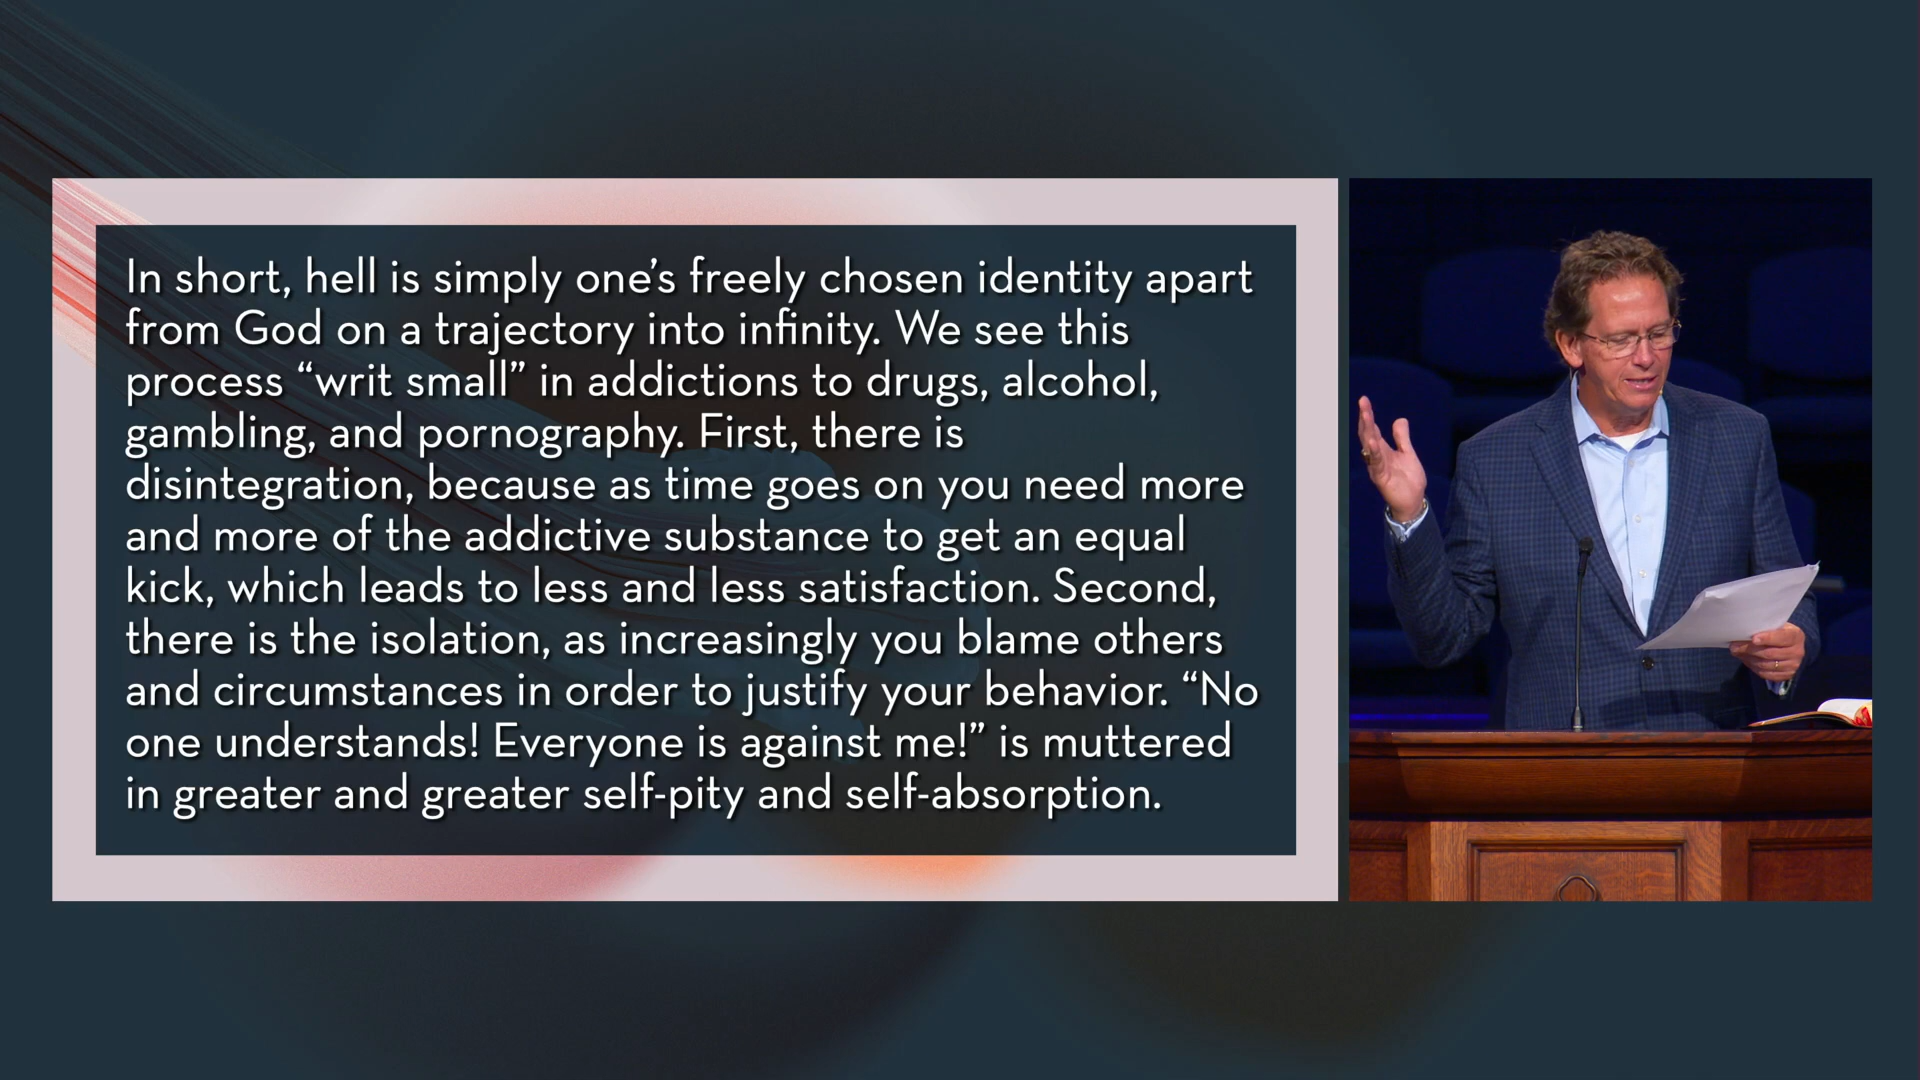 In short, hell is simply one’s freely chosen identity apart
from God on a trajectory into infinity. We see this
process “writ small” in addictions to drugs, alcohol,
gambling, and pornography. First, there is
disintegration, because as time goes on you need more
and more of the addictive substance to get an equal
kick, which leads to less and less satisfaction. Second,
there is the isolation, as increasingly you blame others
and circumstances in order to justify your behavior. “No
one understands! Everyone is against me!” is muttered
in greater and greater self-pity and self-absorption.